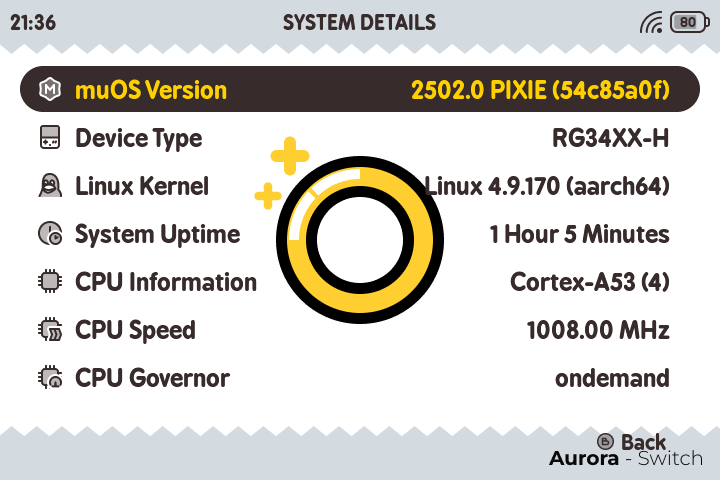 21:36 SYSTEM DETAILS 80
muOS Version 2502.0 PIXIE (54c85a0f)
Device Type RG34XX-H
Linux Kernel Linux 4.9.170 (aarch64)
System Uptime 1 Hour 5 Minutes
CPU Information Cortex-A53 (4)
CPU Speed 1008.00 MHz
CPU Governor ondemand
B Back
Aurora - Switch